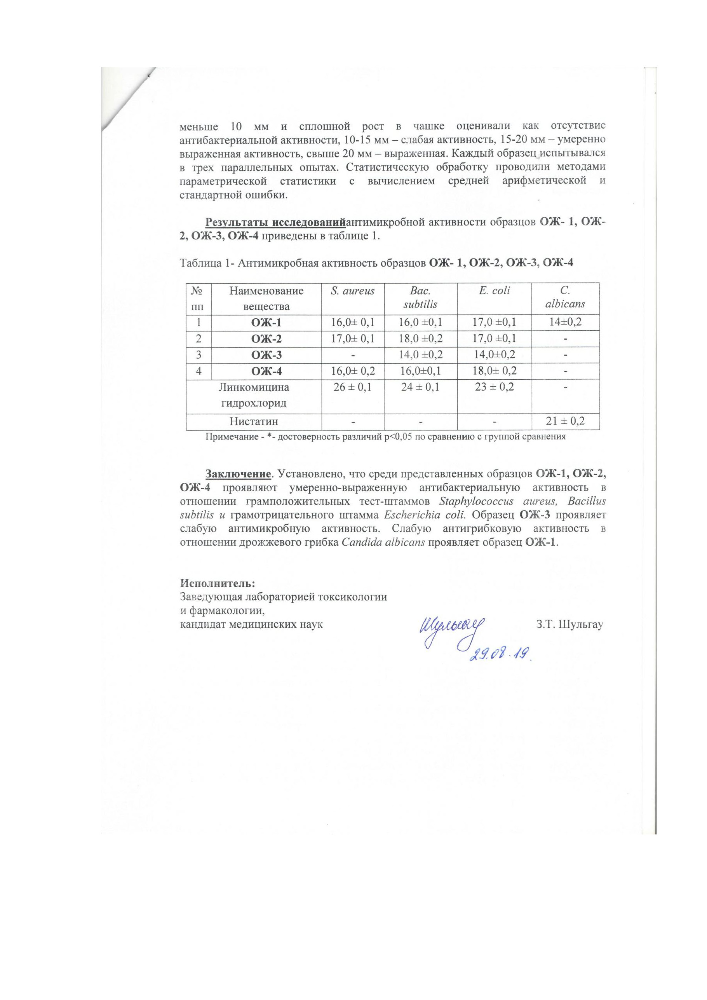 меньше 10 мм и сплошной рост в чашке оценивали как отсутствие
антибактериальной активности, 10-15 мм – слабая активность, 15-20 мм – умеренно
выраженная активность, свыше 20 мм – выраженная. Каждый образец испытывался
в трех параллельных опытах. Статистическую обработку проводили методами
параметрической статистики с вычислением средней арифметической и
стандартной ошибки.
Результаты исследованийантимикробной активности образцов ОЖ- 1, ОЖ-
2, ОЖ-3, ОЖ-4 приведены в таблице 1.
Таблица 1- Антимикробная активность образцов ОЖ- 1, ОЖ-2, ОЖ-3, ОЖ-4
№ пп Наименование вещества S. aureus Bac. subtilis E. coli C. albicans
1 ОЖ-1 16,0± 0,1 16,0 ±0,1 17,0 ±0,1 14±0,2
2 ОЖ-2 17,0± 0,1 18,0 ±0,2 17,0 ±0,1 -
3 ОЖ-3 - 14,0 ±0,2 14,0±0,2 -
4 ОЖ-4 16,0± 0,2 16,0±0,1 18,0± 0,2 -
Линкомицина гидрохлорид 26 ± 0,1 24 ± 0,1 23 ± 0,2 -
Нистатин - - - 21 ± 0,2
Примечание - *- достоверность различий p<0,05 по сравнению с группой сравнения
Заключение. Установлено, что среди представленных образцов ОЖ-1, ОЖ-2,
ОЖ-4 проявляют умеренно-выраженную антибактериальную активность в
отношении грамположительных тест-штаммов Staphylococcus aureus, Bacillus
subtilis и грамотрицательного штамма Escherichia coli. Образец ОЖ-3 проявляет
слабую антимикробную активность. Слабую антигрибковую активность в
отношении дрожжевого грибка Candida albicans проявляет образец ОЖ-1.
Исполнитель:
Заведующая лабораторией токсикологии
и фармакологии,
кандидат медицинских наук Шульгау З.Т. Шульгау
29.08.19.